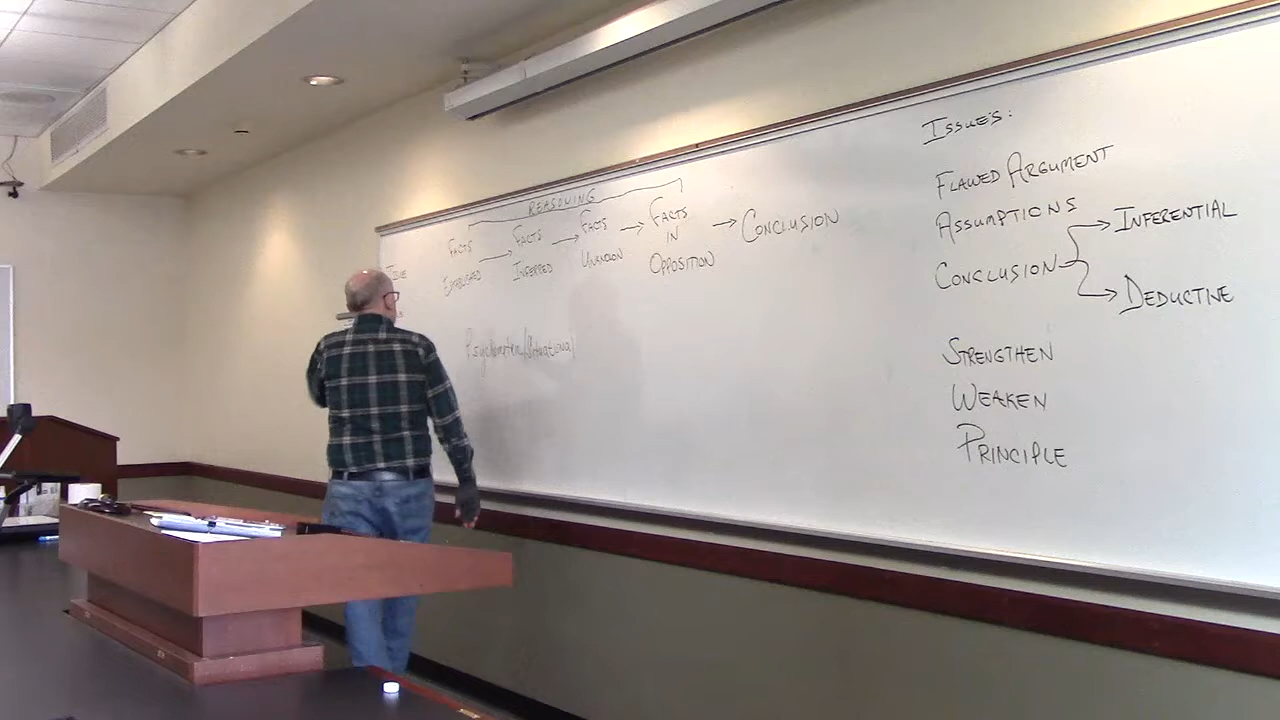 REASONING
ISSUE
FACTS ESTABLISHED → FACTS INFERRED → FACTS UNKNOWN → FACTS IN OPPOSITION → CONCLUSION
ISSUES:
FLAWED ARGUMENT
ASSUMPTIONS
CONCLUSION → INFERENTIAL
→ DEDUCTIVE
STRENGTHEN
WEAKEN
PRINCIPLE